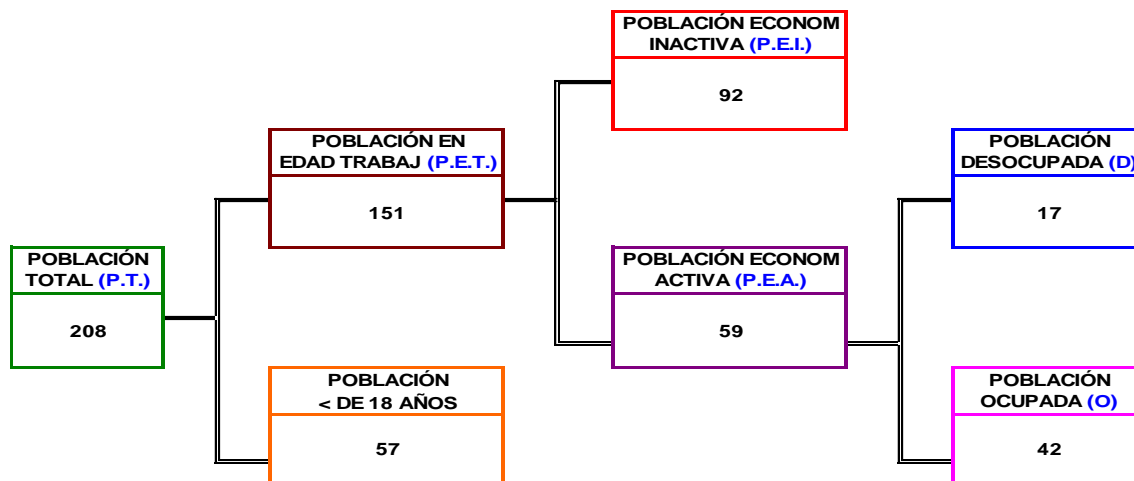 POBLACIÓN ECONOM
INACTIVA (P.E.I.)
92
POBLACIÓN EN
EDAD TRABAJ (P.E.T.)
151
POBLACIÓN
DESOCUPADA (D)
17
POBLACIÓN
TOTAL (P.T.)
208
POBLACIÓN ECONOM
ACTIVA (P.E.A.)
59
POBLACIÓN
< DE 18 AÑOS
57
POBLACIÓN
OCUPADA (O)
42